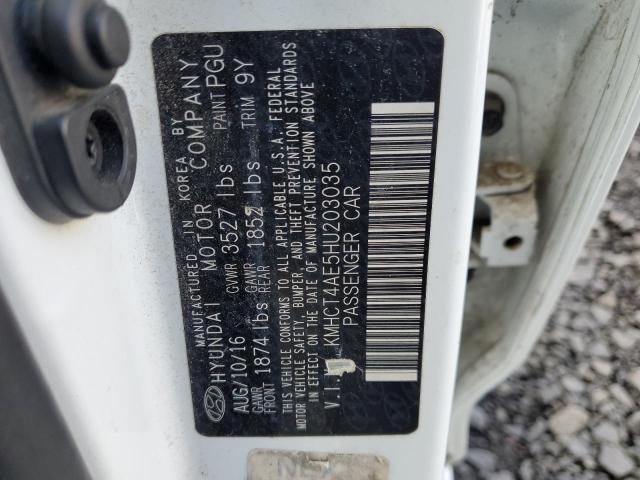 MANUFACTURED IN KOREA BY
HYUNDAI MOTOR COMPANY
AUG/10/16 GVWR 3527 lbs PAINT PGU
GAWR FRONT 1874 lbs GAWR REAR 1852 lbs TRIM 9Y
THIS VEHICLE CONFORMS TO ALL APPLICABLE U.S.A. FEDERAL
MOTOR VEHICLE SAFETY, BUMPER, AND THEFT PREVENTION STANDARDS
IN EFFECT ON THE DATE OF MANUFACTURE SHOWN ABOVE
V.I.N KMHCT4AE5HU203035
PASSENGER CAR